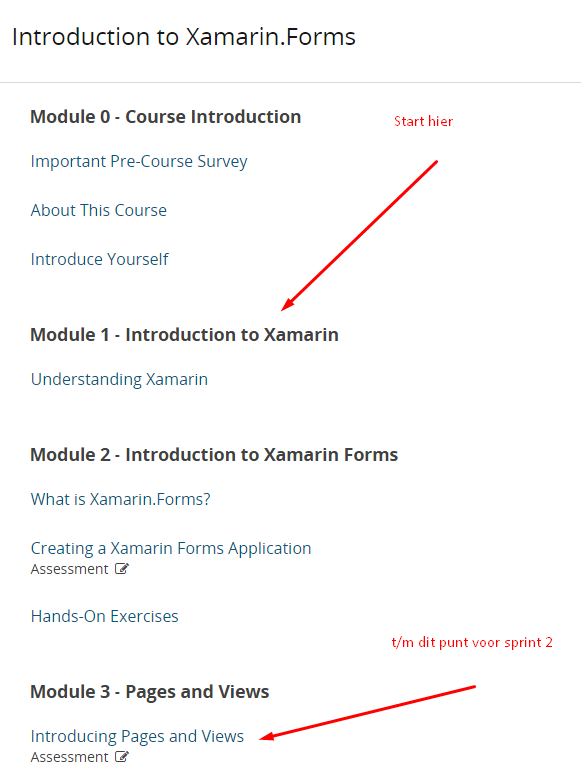 Introduction to Xamarin.Forms
Module 0 - Course Introduction
Start hier
Important Pre-Course Survey
About This Course
Introduce Yourself
Module 1 - Introduction to Xamarin
Understanding Xamarin
Module 2 - Introduction to Xamarin Forms
What is Xamarin.Forms?
Creating a Xamarin Forms Application
Assessment
Hands-On Exercises
t/m dit punt voor sprint 2
Module 3 - Pages and Views
Introducing Pages and Views
Assessment